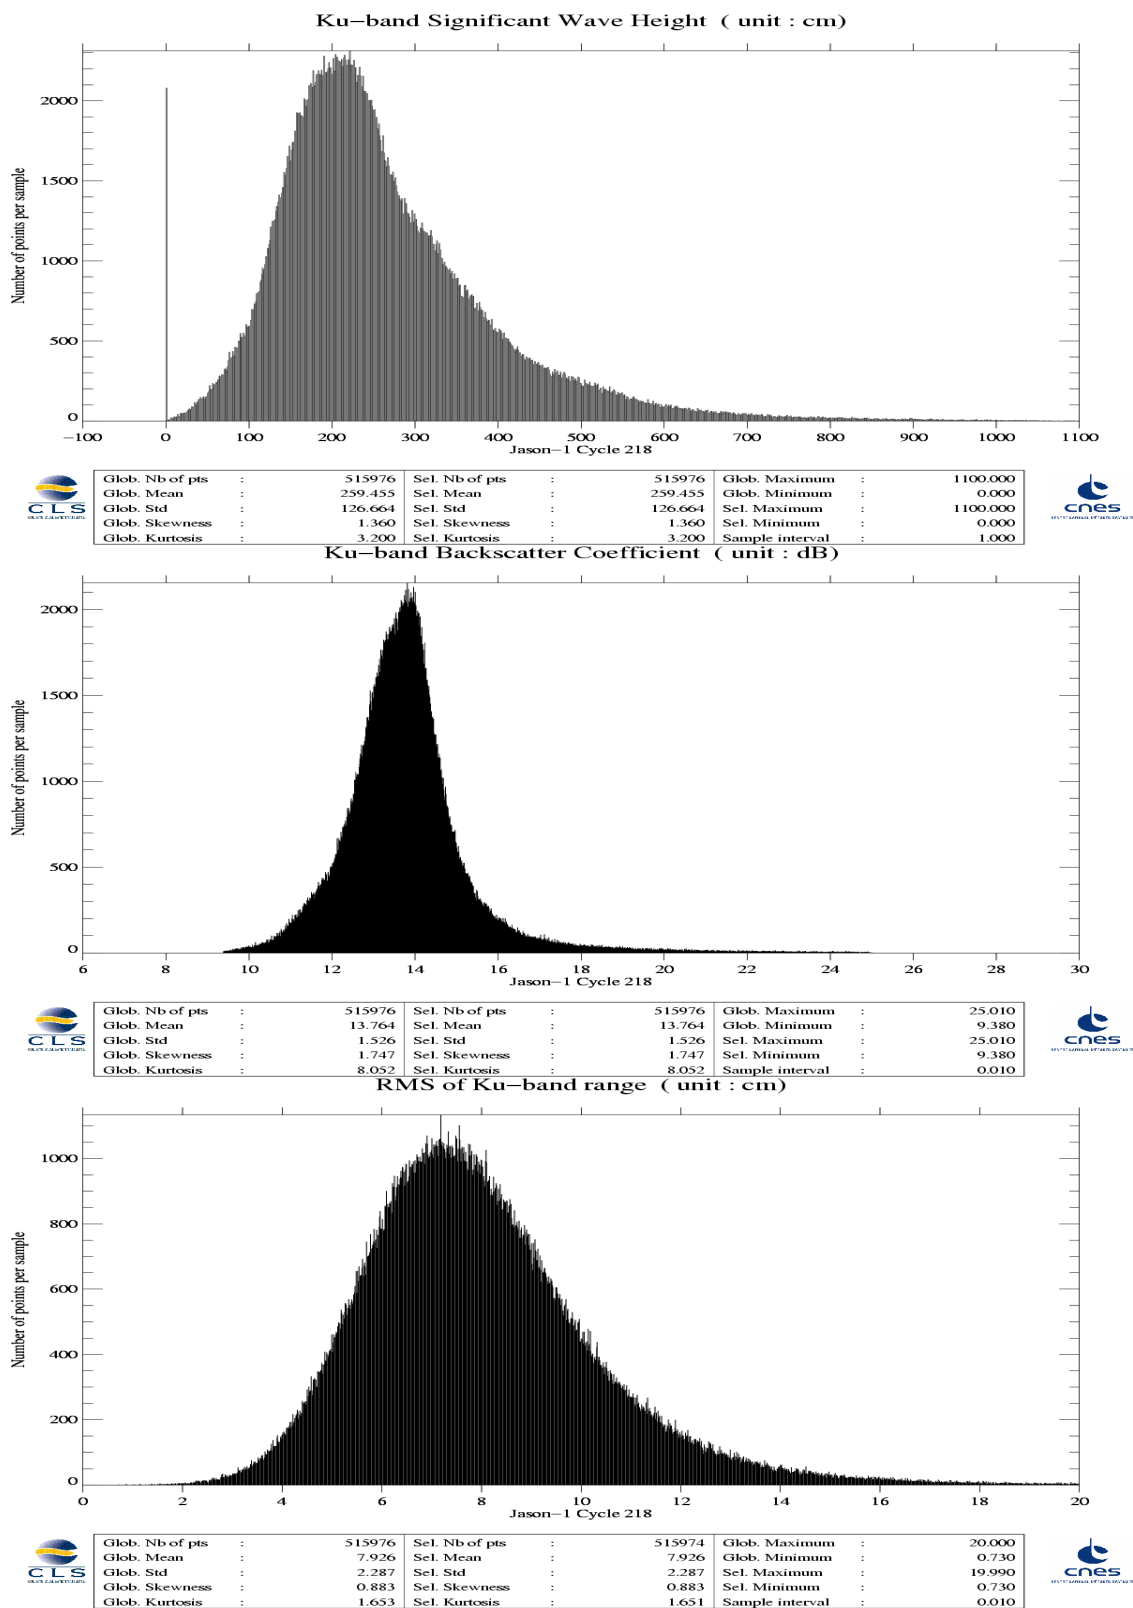 Ku−band Significant Wave Height ( unit : cm)
Number of points per sample
2000
1500
1000
500
0
−100 0 100 200 300 400 500 600 700 800 900 1000 1100
Jason−1 Cycle 218
CLS
Glob. Nb of pts : 515976 Sel. Nb of pts : 515976 Glob. Maximum : 1100.000
Glob. Mean : 259.455 Sel. Mean : 259.455 Glob. Minimum : 0.000
Glob. Std : 126.664 Sel. Std : 126.664 Sel. Maximum : 1100.000
Glob. Skewness : 1.360 Sel. Skewness : 1.360 Sel. Minimum : 0.000
Glob. Kurtosis : 3.200 Sel. Kurtosis : 3.200 Sample interval : 1.000
cnes
Ku−band Backscatter Coefficient ( unit : dB)
Number of points per sample
2000
1500
1000
500
0
6 8 10 12 14 16 18 20 22 24 26 28 30
Jason−1 Cycle 218
CLS
Glob. Nb of pts : 515976 Sel. Nb of pts : 515976 Glob. Maximum : 25.010
Glob. Mean : 13.764 Sel. Mean : 13.764 Glob. Minimum : 9.380
Glob. Std : 1.526 Sel. Std : 1.526 Sel. Maximum : 25.010
Glob. Skewness : 1.747 Sel. Skewness : 1.747 Sel. Minimum : 9.380
Glob. Kurtosis : 8.052 Sel. Kurtosis : 8.052 Sample interval : 0.010
cnes
RMS of Ku−band range ( unit : cm)
Number of points per sample
1000
800
600
400
200
0
0 2 4 6 8 10 12 14 16 18 20
Jason−1 Cycle 218
CLS
Glob. Nb of pts : 515976 Sel. Nb of pts : 515974 Glob. Maximum : 20.000
Glob. Mean : 7.926 Sel. Mean : 7.926 Glob. Minimum : 0.730
Glob. Std : 2.287 Sel. Std : 2.287 Sel. Maximum : 19.990
Glob. Skewness : 0.883 Sel. Skewness : 0.883 Sel. Minimum : 0.730
Glob. Kurtosis : 1.653 Sel. Kurtosis : 1.651 Sample interval : 0.010
cnes